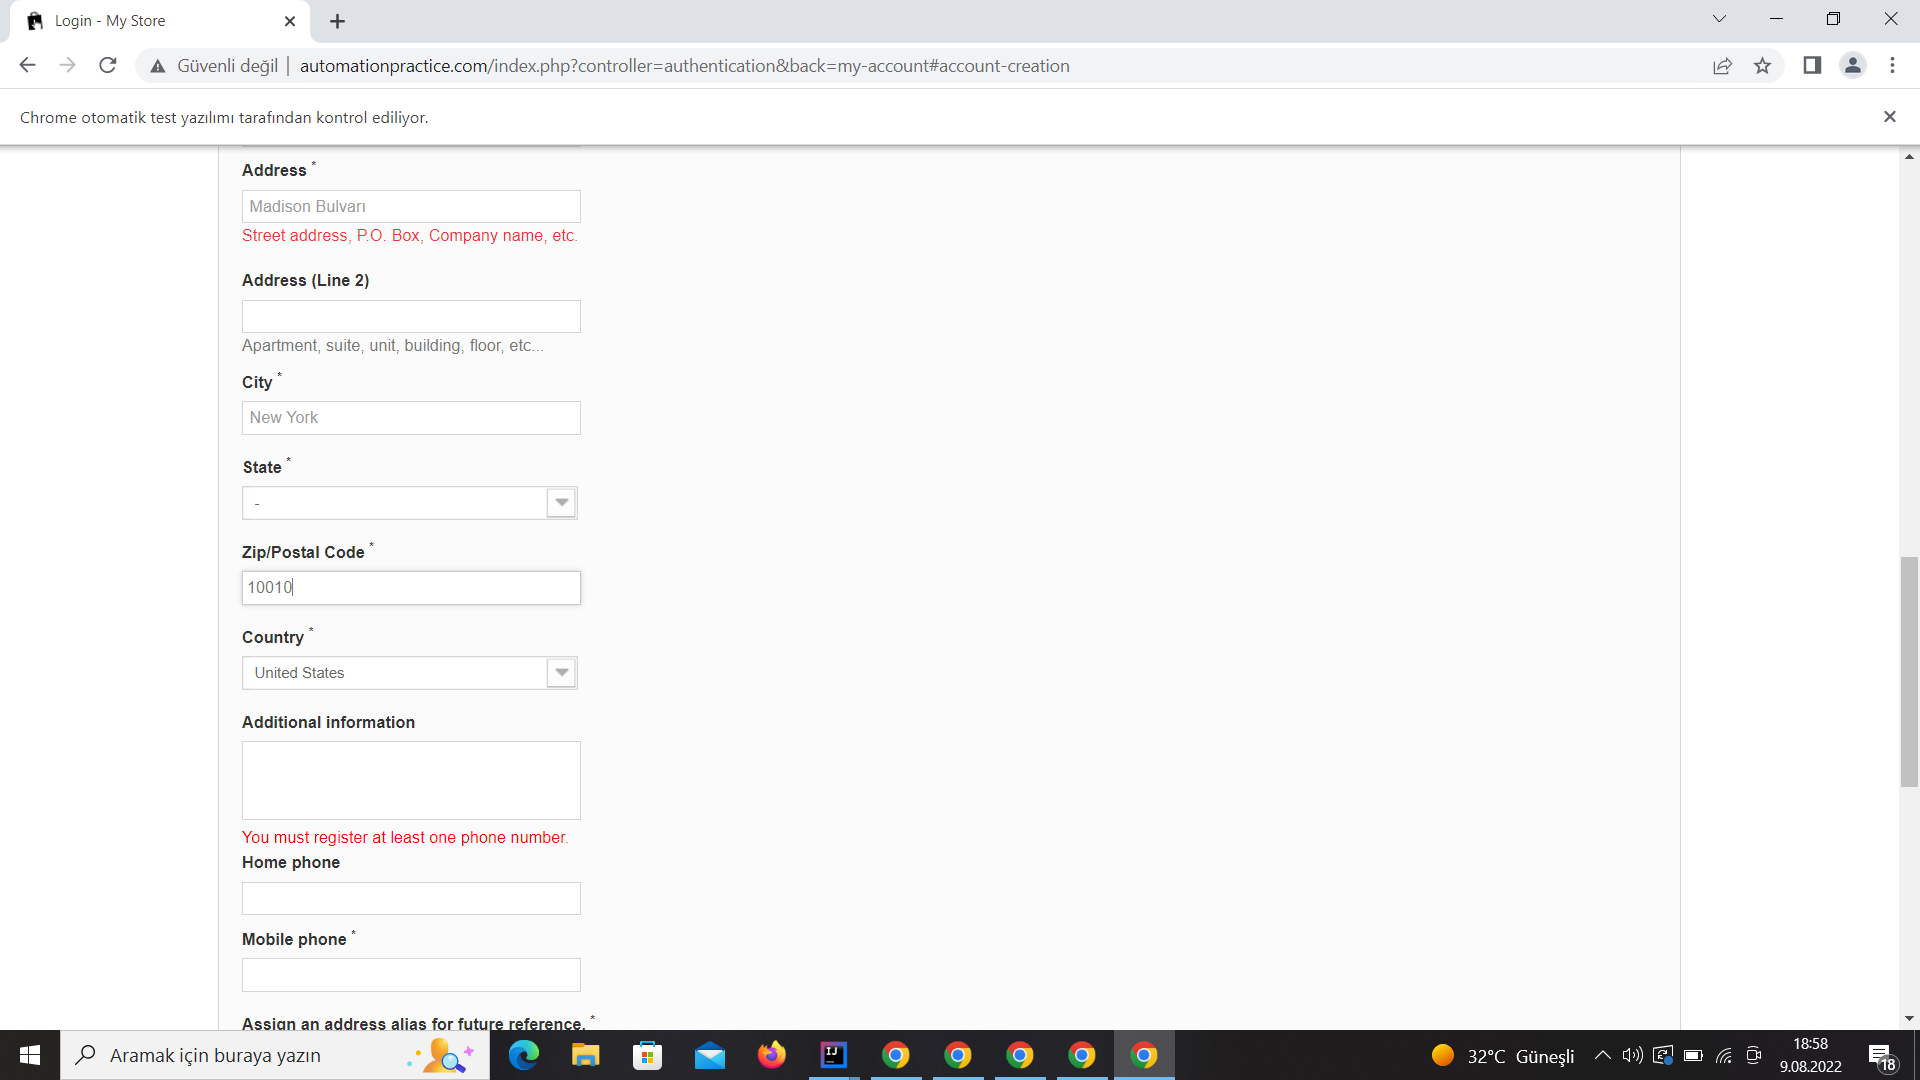 Login - My Store
Güvenli değil | automationpractice.com/index.php?controller=authentication&back=my-account#account-creation
Chrome otomatik test yazılımı tarafından kontrol ediliyor.
Address *
Madison Bulvarı
Street address, P.O. Box, Company name, etc.
Address (Line 2)
Apartment, suite, unit, building, floor, etc...
City *
New York
State *
-
Zip/Postal Code *
10010
Country *
United States
Additional information
You must register at least one phone number.
Home phone
Mobile phone *
Assign an address alias for future reference. *
Aramak için buraya yazın
IJ
32°C Güneşli
18:58
9.08.2022
18